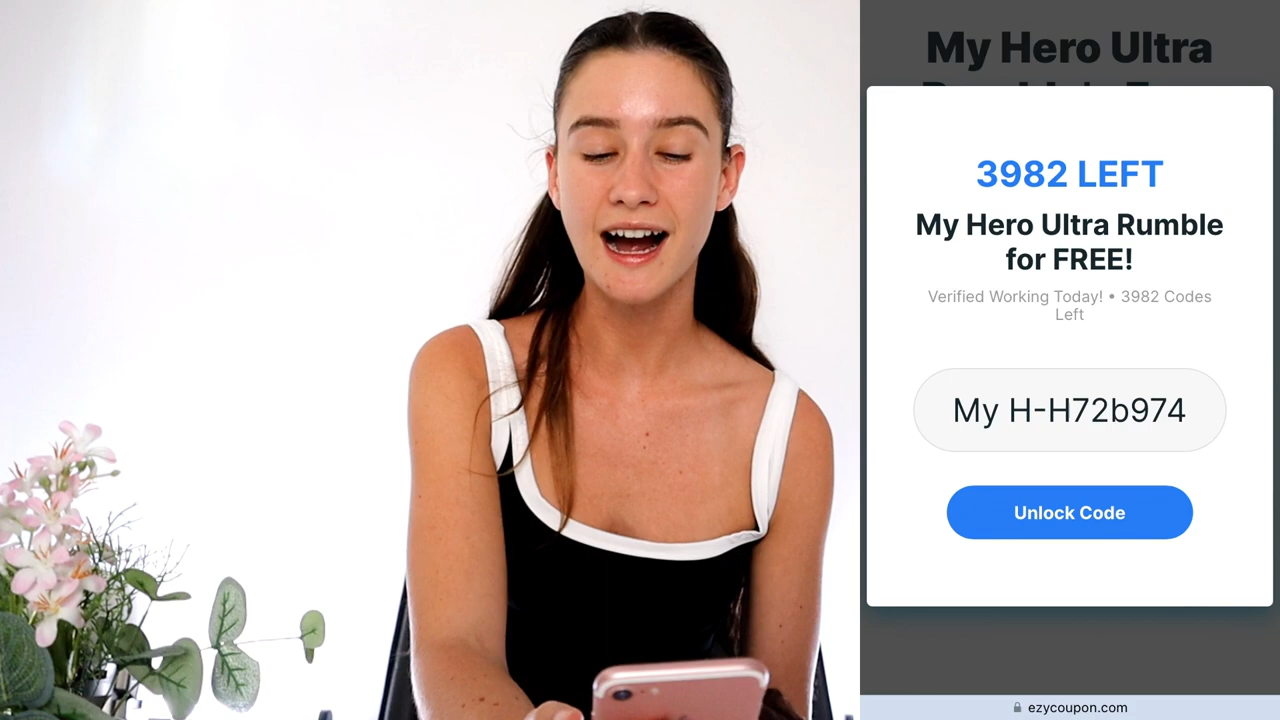 My Hero Ultra
3982 LEFT
My Hero Ultra Rumble
for FREE!
Verified Working Today! • 3982 Codes
Left
My H-H72b974
Unlock Code
ezycoupon.com